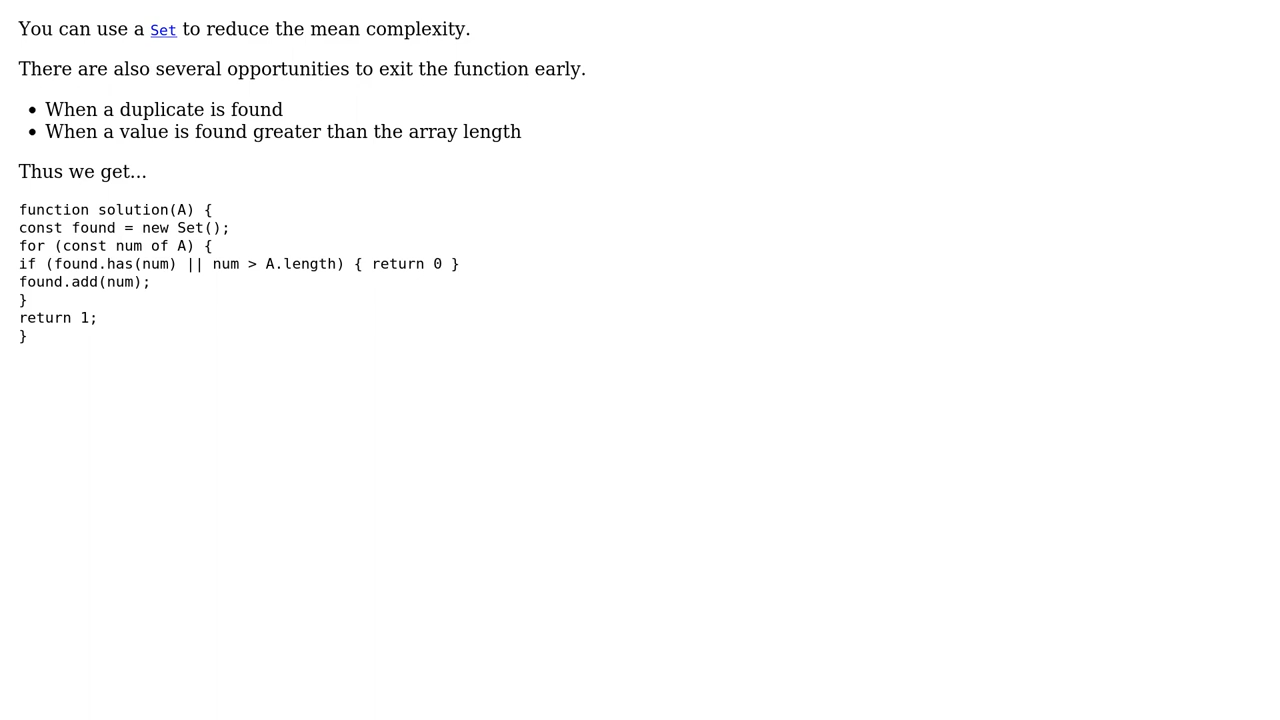 You can use a Set to reduce the mean complexity.
There are also several opportunities to exit the function early.
• When a duplicate is found
• When a value is found greater than the array length
Thus we get...
function solution(A) {
const found = new Set();
for (const num of A) {
if (found.has(num) || num > A.length) { return 0 }
found.add(num);
}
return 1;
}